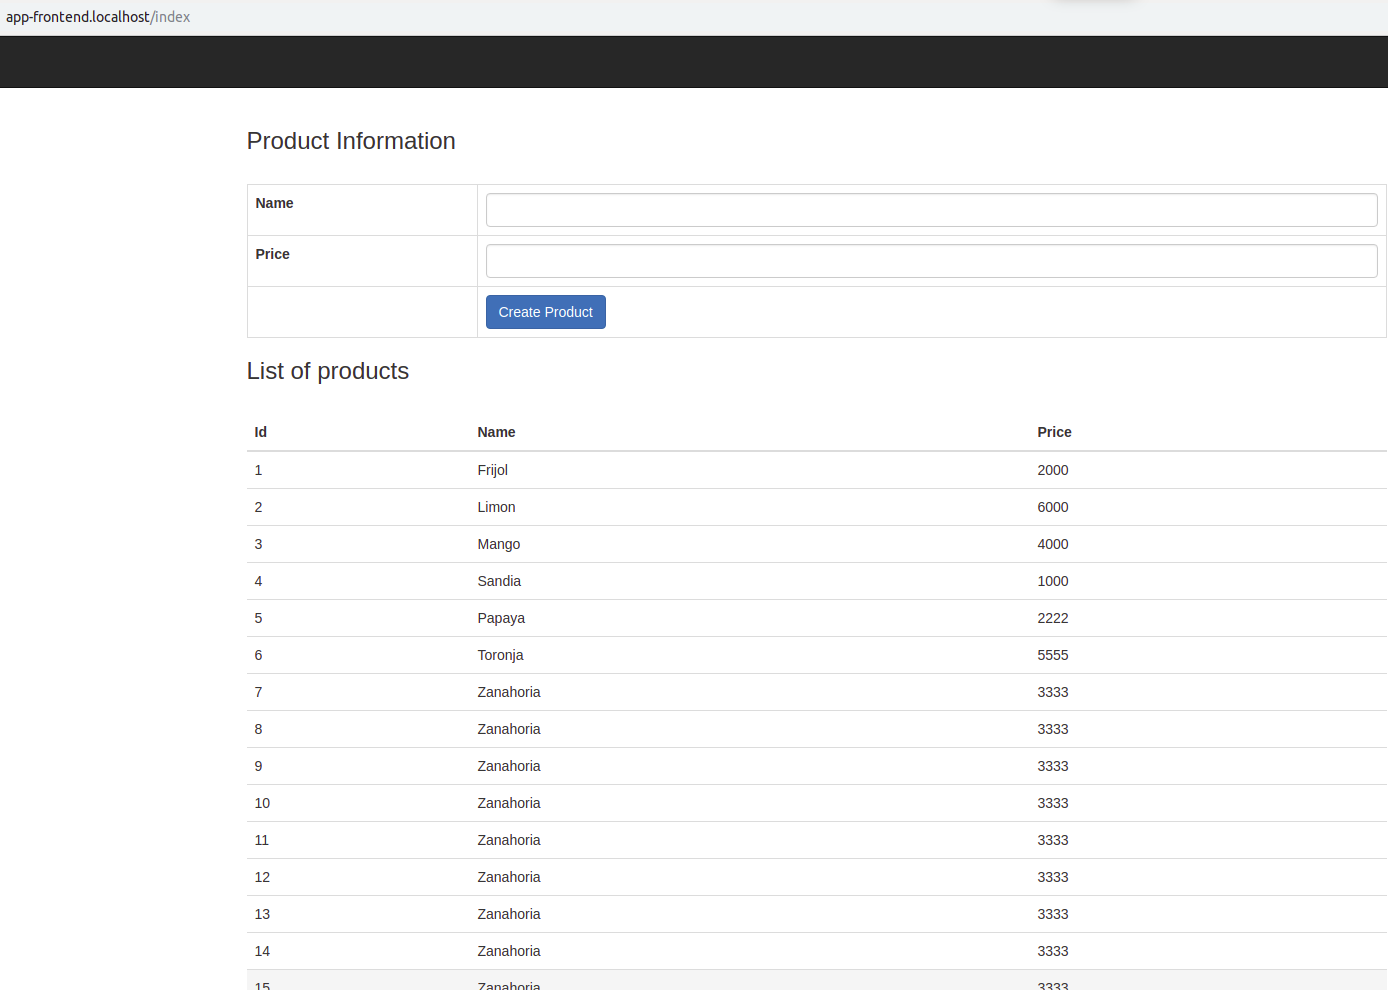 app-frontend.localhost/index
Product Information
Name
Price
Create Product
List of products
Id Name Price
1 Frijol 2000
2 Limon 6000
3 Mango 4000
4 Sandia 1000
5 Papaya 2222
6 Toronja 5555
7 Zanahoria 3333
8 Zanahoria 3333
9 Zanahoria 3333
10 Zanahoria 3333
11 Zanahoria 3333
12 Zanahoria 3333
13 Zanahoria 3333
14 Zanahoria 3333
15 Zanahoria 3333